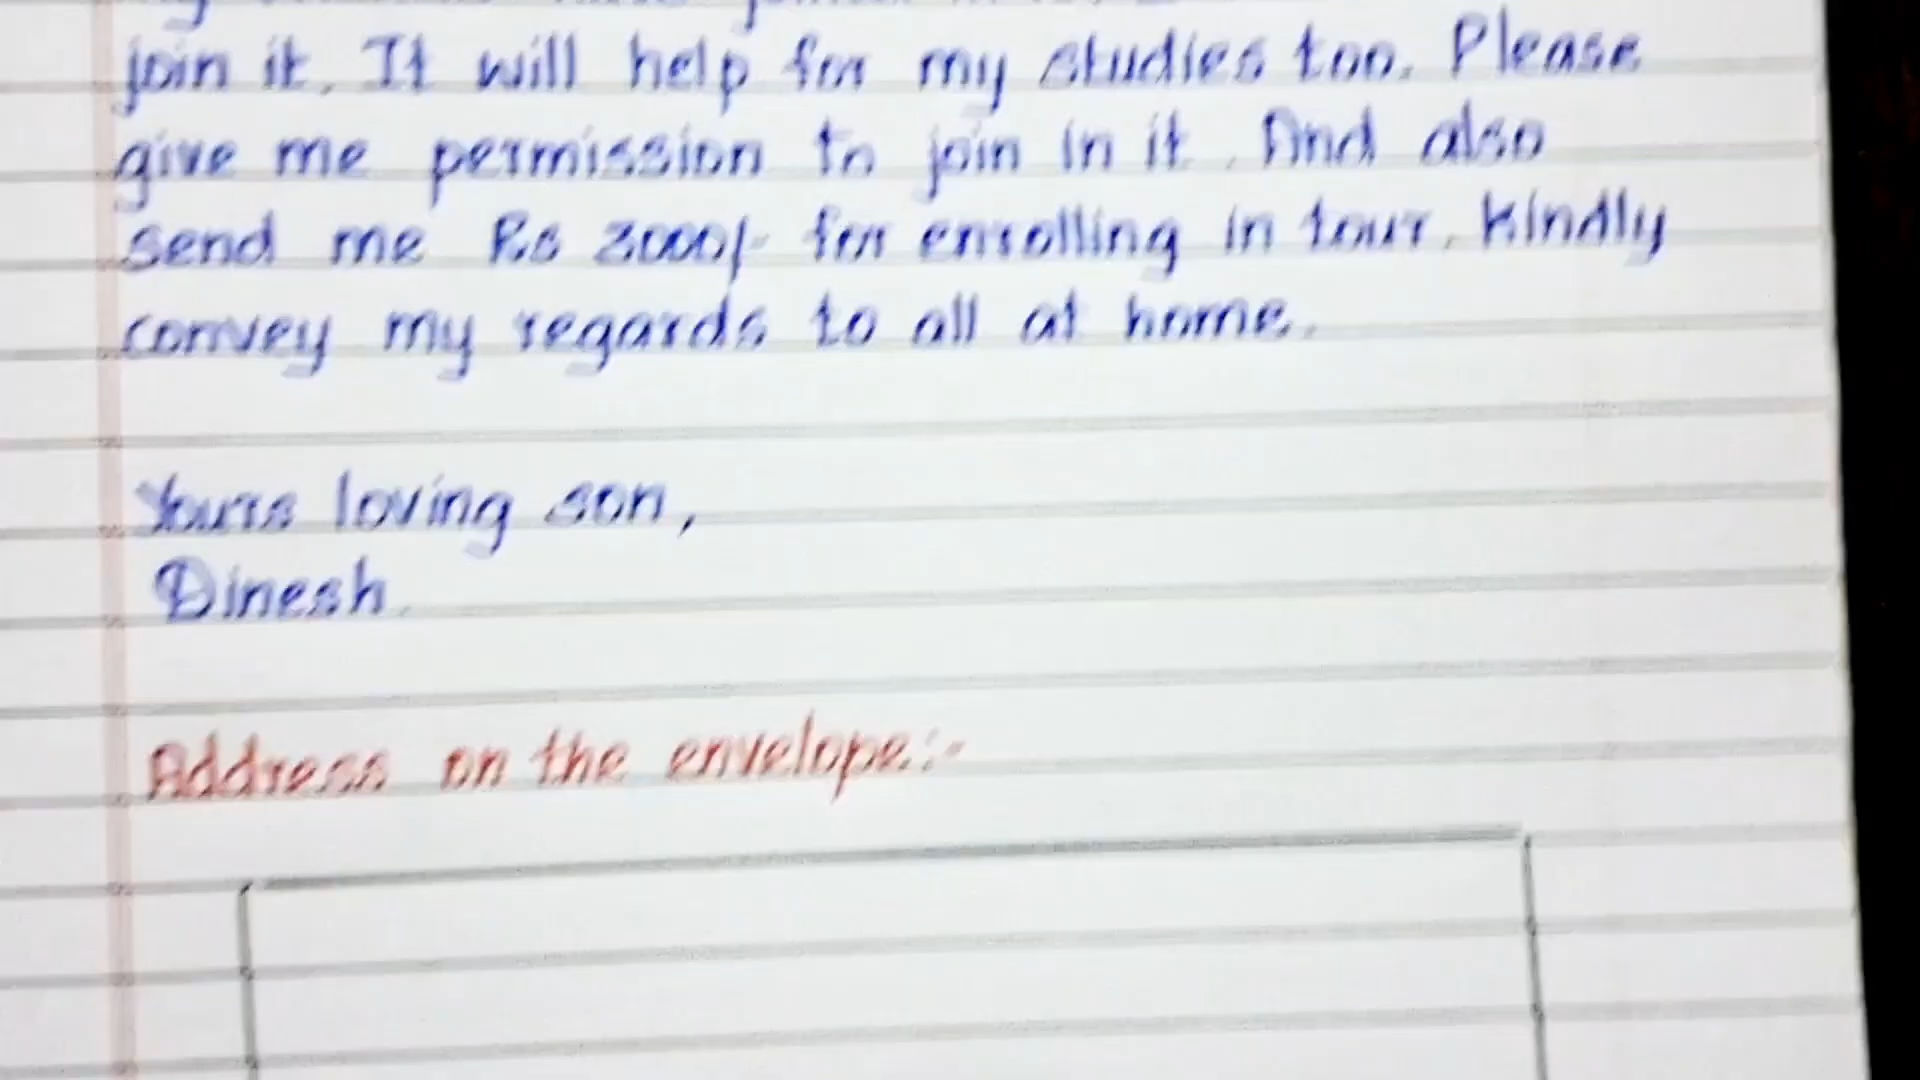 join it. It will help for my studies too. Please
give me permission to join in it. And also
send me Rs 3000/- for enrolling in tour. Kindly
convey my regards to all at home.
Yours loving son,
Dinesh.
Address on the envelope:-